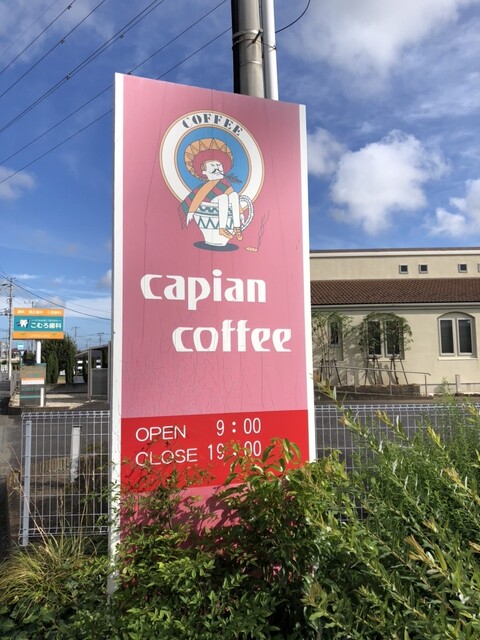 COFFEE
capian
coffee
OPEN 9:00
CLOSE 19:00
こむろ歯科